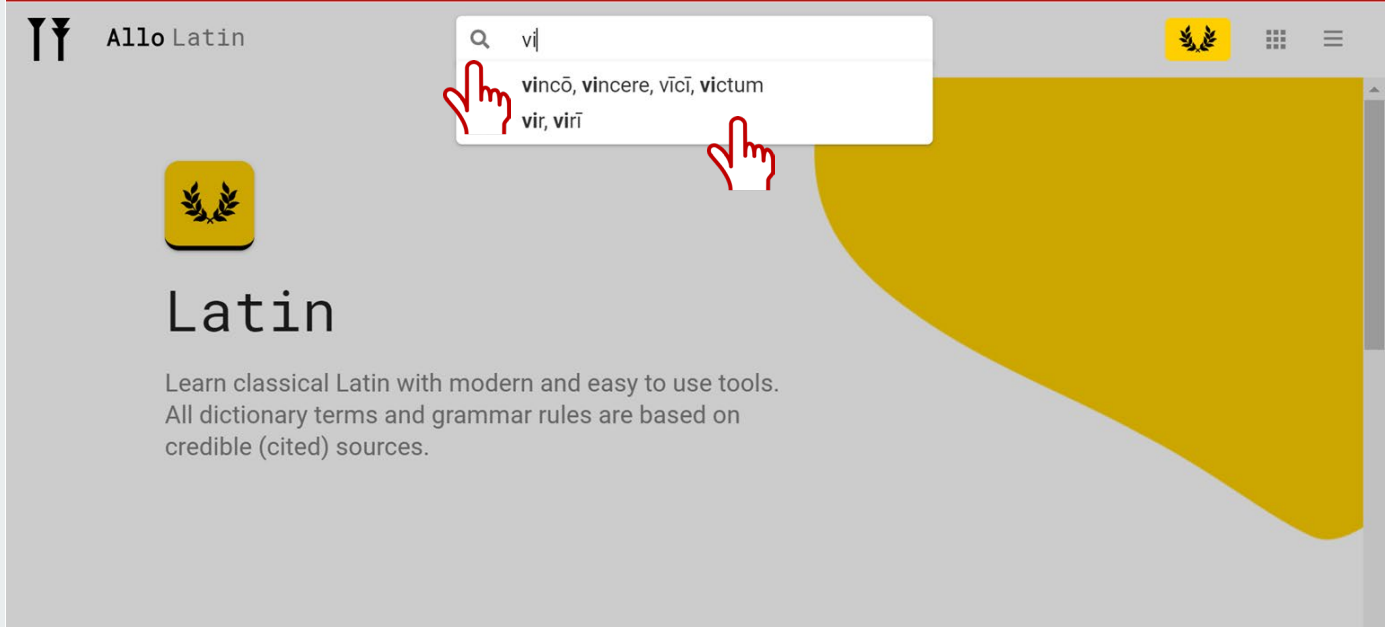 Allo Latin
vi
vincō, vincere, vīcī, victum
vir, virī
Latin
Learn classical Latin with modern and easy to use tools.
All dictionary terms and grammar rules are based on
credible (cited) sources.